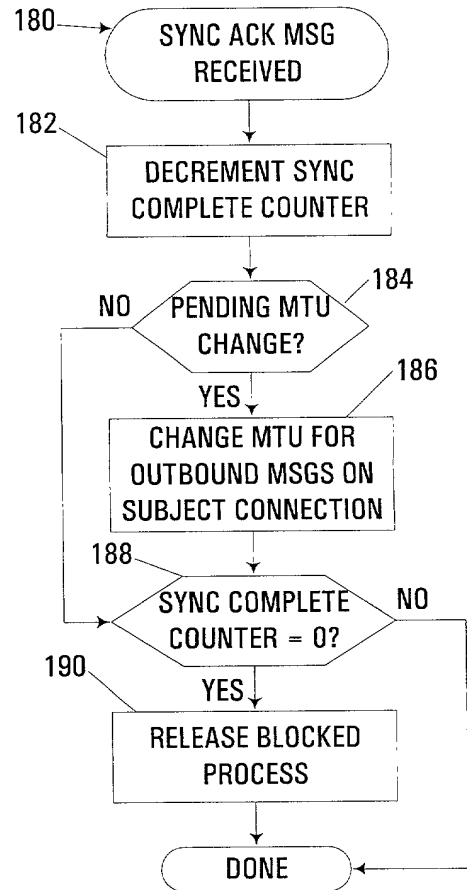 180
SYNC ACK MSG
RECEIVED
182
DECREMENT SYNC
COMPLETE COUNTER
184
NO
PENDING MTU
CHANGE?
YES
186
CHANGE MTU FOR
OUTBOUND MSGS ON
SUBJECT CONNECTION
188
SYNC COMPLETE
COUNTER = 0?
NO
190
YES
RELEASE BLOCKED
PROCESS
DONE